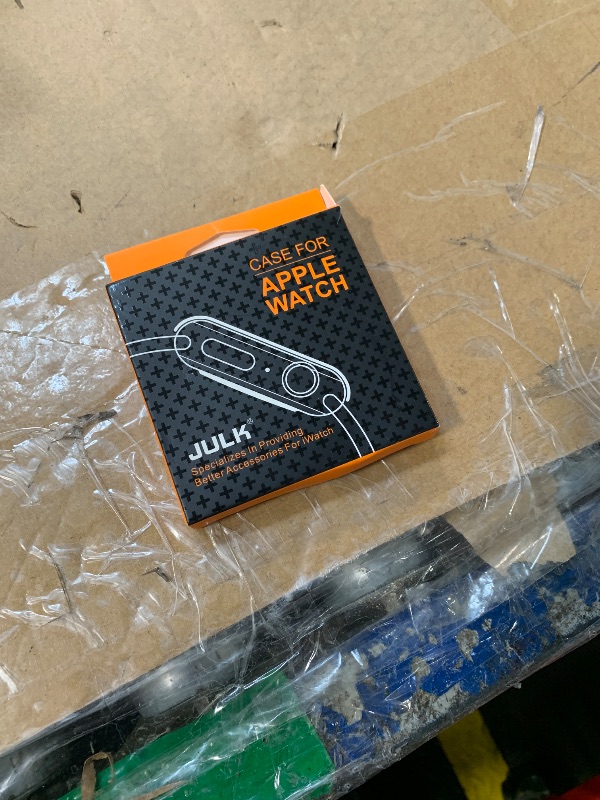 CASE FOR
APPLE
WATCH
JULK®
Specializes In Providing
Better Accessories For iWatch